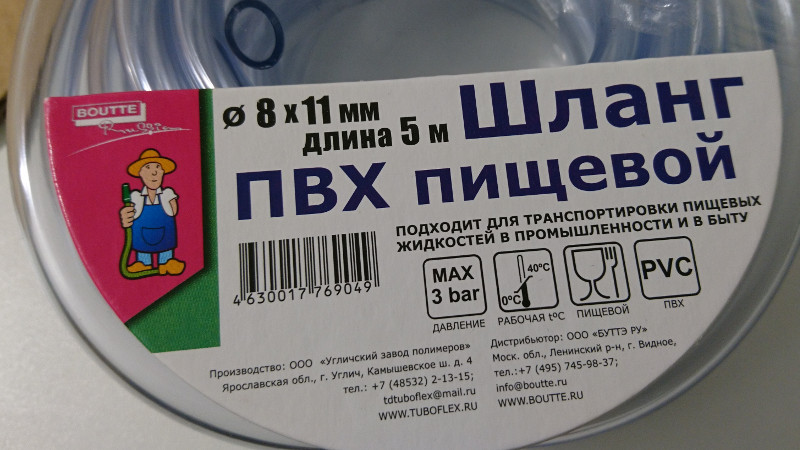 BOUTTE
ø 8 x 11 мм
длина 5 м
Шланг
ПВХ пищевой
ПОДХОДИТ ДЛЯ ТРАНСПОРТИРОВКИ ПИЩЕВЫХ
ЖИДКОСТЕЙ В ПРОМЫШЛЕННОСТИ И В БЫТУ
4630017769049
MAX
3 bar
ДАВЛЕНИЕ
40ºC
0ºC
РАБОЧАЯ tºC
ПИЩЕВОЙ
PVC
ПВХ
Производство: ООО «Угличский завод полимеров»
Ярославская обл., г. Углич, Камышевское ш. д. 4
тел.: +7 (48532) 2-13-15;
tdtuboflex@mail.ru
WWW.TUBOFLEX.RU
Дистрибьютор: ООО «БУТТЭ РУ»
Моск. обл., Ленинский р-н, г. Видное,
тел.:+7 (495) 745-98-37;
info@boutte.ru
WWW.BOUTTE.RU